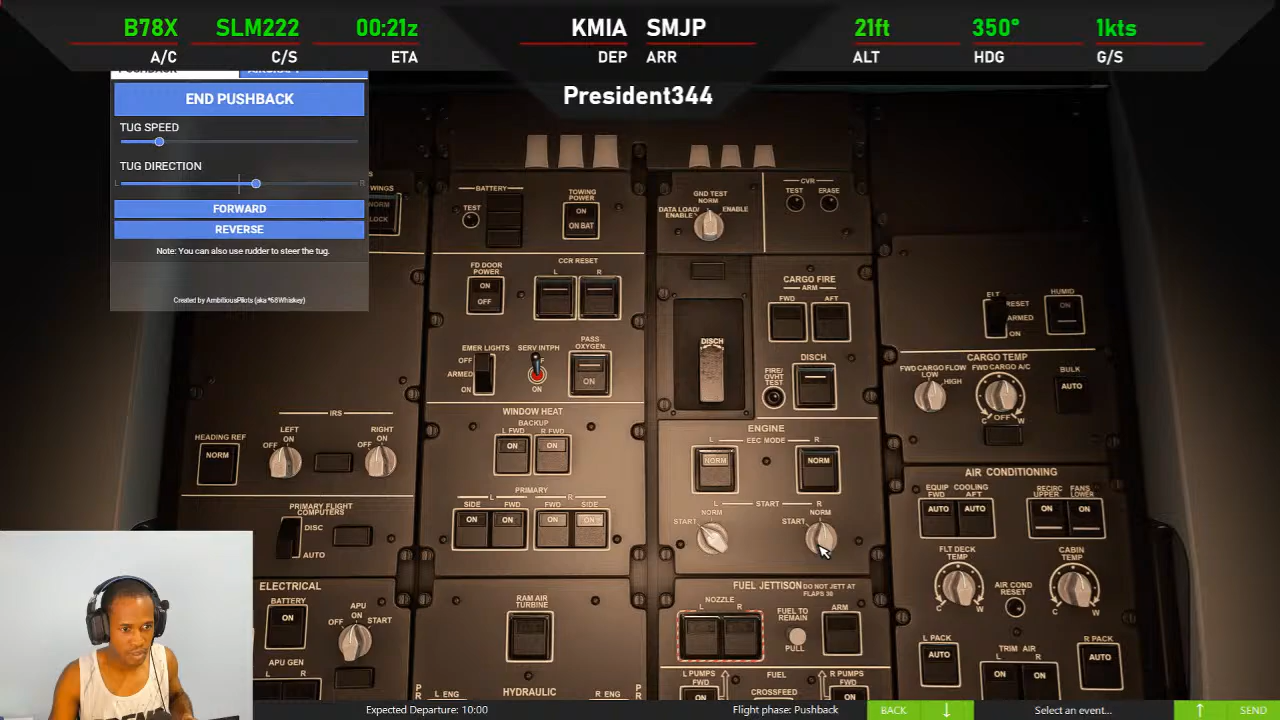 B78X SLM222 00:21z KMIA SMJP 21ft 350° 1kts
A/C C/S ETA DEP ARR ALT HDG G/S
President344
PUSHBACK AIRCRAFT
END PUSHBACK
TUG SPEED
TUG DIRECTION
L R
FORWARD
REVERSE
Note: You can also use rudder to steer the tug.
Created by AmbitiousPilots (aka *68Whiskey)
WINGS
NORM
LOCK
BATTERY
TEST
TOWING
POWER
ON
ON BAT
GND TEST
NORM
DATA LOAD/
ENABLE
ENABLE
CVR
TEST ERASE
FD DOOR
POWER
ON
OFF
CCR RESET
L R
CARGO FIRE
ARM
FWD AFT
DISCH
FIRE/
OVHT
TEST
DISCH
ELT
RESET
ARMED
ON
HUMID
ON
EMER LIGHTS
OFF
ARMED
ON
SERV INTPH
OFF
ON
PASS
OXYGEN
ON
CARGO TEMP
FWD CARGO FLOW
LOW
HIGH
FWD CARGO A/C
OFF
C W
BULK
AUTO
IRS
LEFT
ON
OFF
RIGHT
ON
OFF
HEADING REF
NORM
WINDOW HEAT
BACKUP
L FWD R FWD
ON ON
PRIMARY
L R
SIDE FWD FWD SIDE
ON ON ON ON
ENGINE
L EEC MODE R
NORM NORM
L START R
NORM NORM
START START
AIR CONDITIONING
EQUIP COOLING
FWD AFT
AUTO AUTO
RECIRC FANS
UPPER LOWER
ON ON
PRIMARY FLIGHT
COMPUTERS
DISC
AUTO
FLT DECK
TEMP
C W
AIR COND
RESET
CABIN
TEMP
C W
ELECTRICAL
BATTERY
ON
APU
OFF ON START
APU GEN
L R
RAM AIR
TURBINE
FUEL JETTISON DO NOT JETT AT
FLAPS 30
NOZZLE
L R
FUEL TO
REMAIN
PULL
ARM
L PACK
AUTO
TRIM AIR
L R
ON ON
R PACK
AUTO
L ENG HYDRAULIC R ENG
L PUMPS
FWD
ON
FUEL
CROSSFEED
R PUMPS
FWD
ON
Expected Departure: 10:00 Flight phase: Pushback BACK ↓ Select an event... ↑ SEND